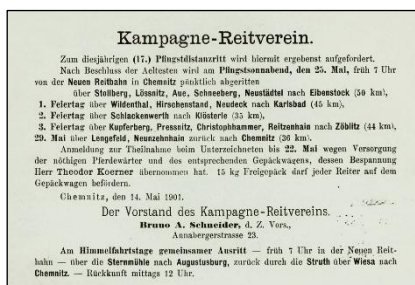 Kampagne-Reitverein.
Zum diesjährigen (17.) Pfingstdistanzritt wird hiermit ergebenst aufgefordert.
Nach Beschluss der Aeltesten wird am Pfingstsonnabend, den 25. Mai, früh 7 Uhr
von der Neuen Reitbahn in Chemnitz pünktlich abgeritten
über Stollberg, Lössnitz, Aue, Schneeberg, Neustädtel nach Eibenstock (50 km),
1. Feiertag über Wildenthal, Hirschenstand, Neudeck nach Karlsbad (45 km),
2. Feiertag über Schlackenwerth nach Klösterle (35 km),
3. Feiertag über Kupferberg, Pressnitz, Christophhammer, Reitzenhain nach Zöblitz (44 km),
29. Mai über Lengefeld, Neunzehnhain zurück nach Chemnitz (36 km).
Anmeldung zur Theilnahme beim Unterzeichneten bis 22. Mai wegen Versorgung
der nöthigen Pferdewärter und des entsprechenden Gepäckwagens, dessen Bespannung
Herr Theodor Koerner übernommen hat. 15 kg Freigepäck darf jeder Reiter auf dem
Gepäckwagen befördern.
Chemnitz, den 14. Mai 1901.
Der Vorstand des Kampagne-Reitvereins.
Bruno A. Schneider, d. Z. Vors.,
Annabergerstrasse 23.
Am Himmelfahrtstage gemeinsamer Ausritt — früh 7 Uhr in der Neuen Reit-
bahn — über die Sternmühle nach Augustusburg, zurück durch die Struth über Wiesa nach
Chemnitz. — Rückkunft mittags 12 Uhr.